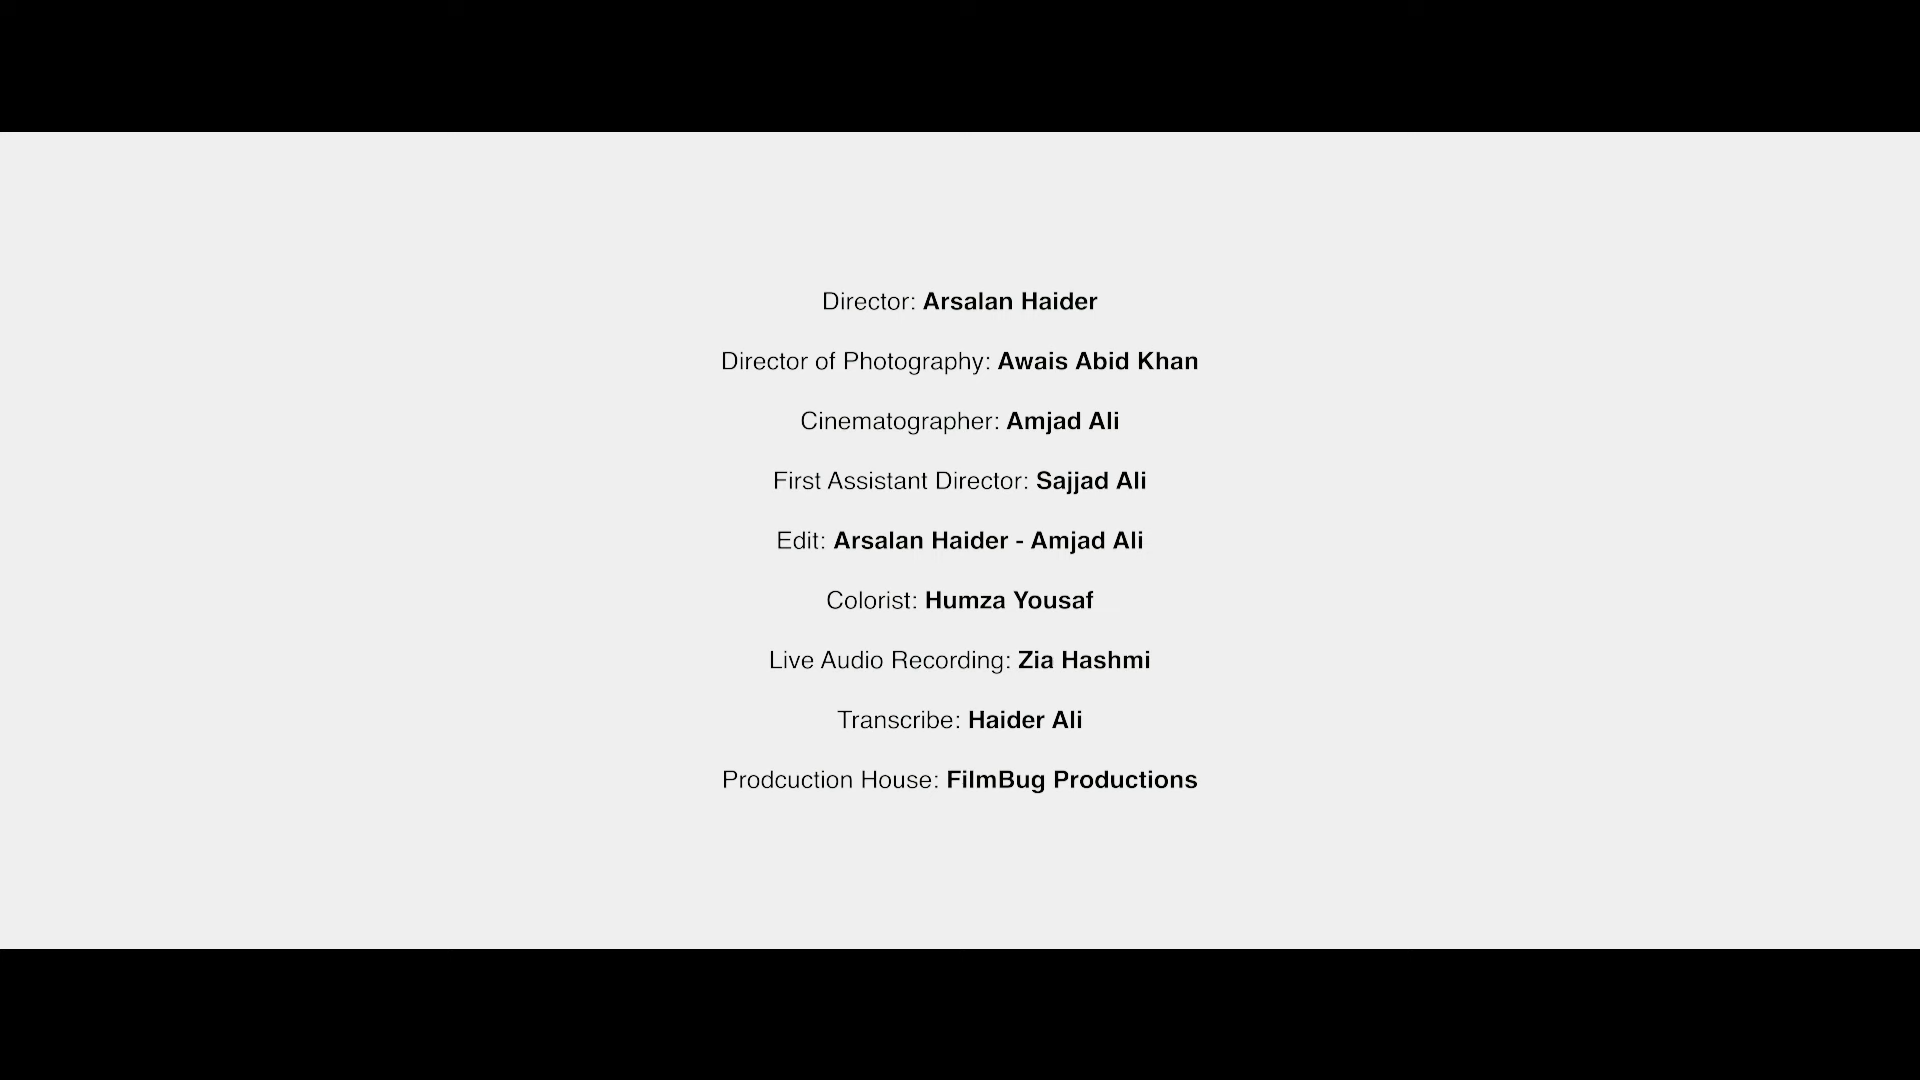 Director: Arsalan Haider
Director of Photography: Awais Abid Khan
Cinematographer: Amjad Ali
First Assistant Director: Sajjad Ali
Edit: Arsalan Haider - Amjad Ali
Colorist: Humza Yousaf
Live Audio Recording: Zia Hashmi
Transcribe: Haider Ali
Prodcuction House: FilmBug Productions